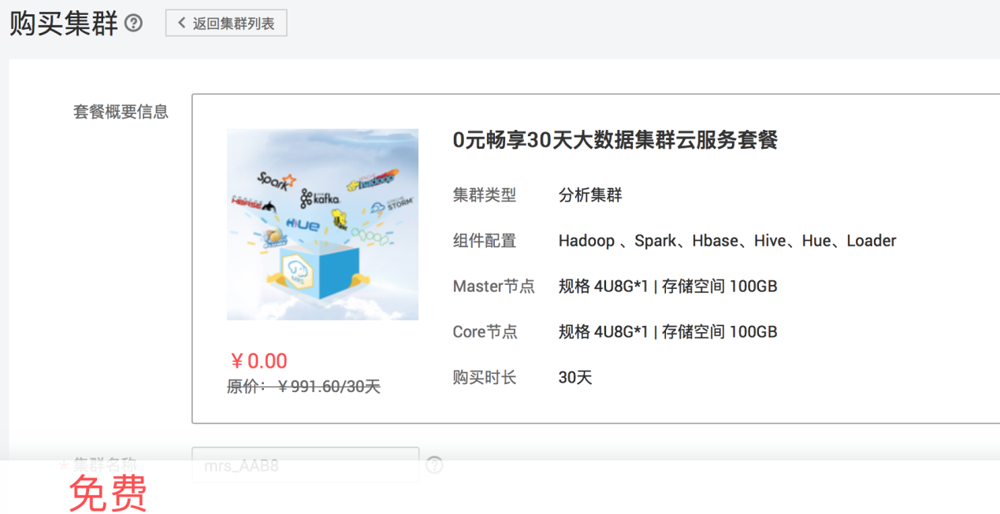 购买集群 ?
返回集群列表
套餐概要信息
Spark
hadoop
kafka
HBASE
STORM
HUE
MRS
¥0.00
原价：¥991.60/30天
0元畅享30天大数据集群云服务套餐
集群类型 分析集群
组件配置 Hadoop 、Spark、Hbase、Hive、Hue、Loader
Master节点 规格 4U8G*1 | 存储空间 100GB
Core节点 规格 4U8G*1 | 存储空间 100GB
购买时长 30天
* 集群名称 mrs_AAB8 ?
免费